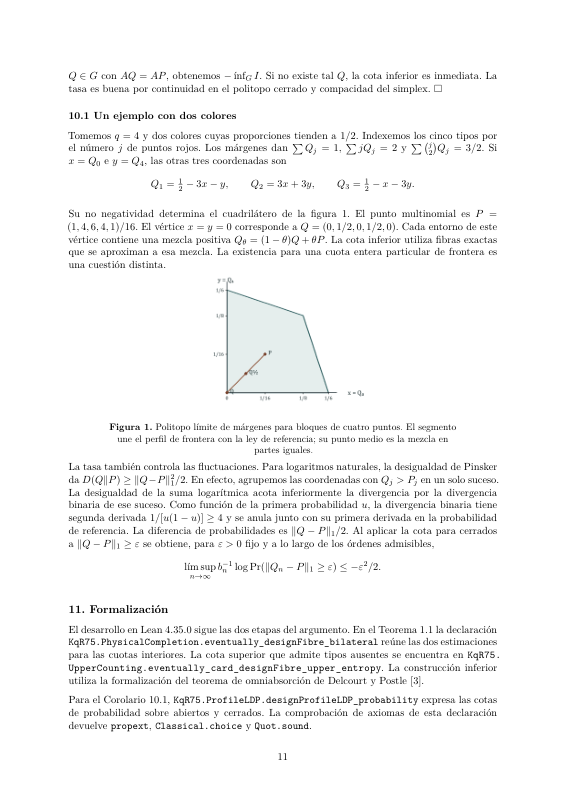 Q ∈ G con AQ = AP, obtenemos − inf_G I. Si no existe tal Q, la cota inferior es inmediata. La
tasa es buena por continuidad en el politopo cerrado y compacidad del simplex. □
10.1 Un ejemplo con dos colores
Tomemos q = 4 y dos colores cuyas proporciones tienden a 1/2. Indexemos los cinco tipos por
el número j de puntos rojos. Los márgenes dan ∑ Q_j = 1, ∑ jQ_j = 2 y ∑ (j 2)Q_j = 3/2. Si
x = Q_0 e y = Q_4, las otras tres coordenadas son
Q_1 = 1/2 − 3x − y, Q_2 = 3x + 3y, Q_3 = 1/2 − x − 3y.
Su no negatividad determina el cuadrilátero de la figura 1. El punto multinomial es P =
(1, 4, 6, 4, 1)/16. El vértice x = y = 0 corresponde a Q = (0, 1/2, 0, 1/2, 0). Cada entorno de este
vértice contiene una mezcla positiva Q_θ = (1 − θ)Q + θP. La cota inferior utiliza fibras exactas
que se aproximan a esa mezcla. La existencia para una cuota entera particular de frontera es
una cuestión distinta.
y = Q_4
1/6
1/8
1/16
P
Q½
Q
0
0 1/16 1/8 1/6
x = Q_0
Figura 1. Politopo límite de márgenes para bloques de cuatro puntos. El segmento
une el perfil de frontera con la ley de referencia; su punto medio es la mezcla en
partes iguales.
La tasa también controla las fluctuaciones. Para logaritmos naturales, la desigualdad de Pinsker
da D(Q‖P) ≥ ‖Q−P‖_1^2/2. En efecto, agrupemos las coordenadas con Q_j > P_j en un solo suceso.
La desigualdad de la suma logarítmica acota inferiormente la divergencia por la divergencia
binaria de ese suceso. Como función de la primera probabilidad u, la divergencia binaria tiene
segunda derivada 1/[u(1 − u)] ≥ 4 y se anula junto con su primera derivada en la probabilidad
de referencia. La diferencia de probabilidades es ‖Q − P‖_1/2. Al aplicar la cota para cerrados
a ‖Q − P‖_1 ≥ ε se obtiene, para ε > 0 fijo y a lo largo de los órdenes admisibles,
lím sup_{n→∞} b_n^{−1} log Pr(‖Q_n − P‖_1 ≥ ε) ≤ −ε^2/2.
11. Formalización
El desarrollo en Lean 4.35.0 sigue las dos etapas del argumento. En el Teorema 1.1 la declaración
KqR75.PhysicalCompletion.eventually_designFibre_bilateral reúne las dos estimaciones
para las cuotas interiores. La cota superior que admite tipos ausentes se encuentra en KqR75.
UpperCounting.eventually_card_designFibre_upper_entropy. La construcción inferior
utiliza la formalización del teorema de omniabsorción de Delcourt y Postle [3].
Para el Corolario 10.1, KqR75.ProfileLDP.designProfileLDP_probability expresa las cotas
de probabilidad sobre abiertos y cerrados. La comprobación de axiomas de esta declaración
devuelve propext, Classical.choice y Quot.sound.
11